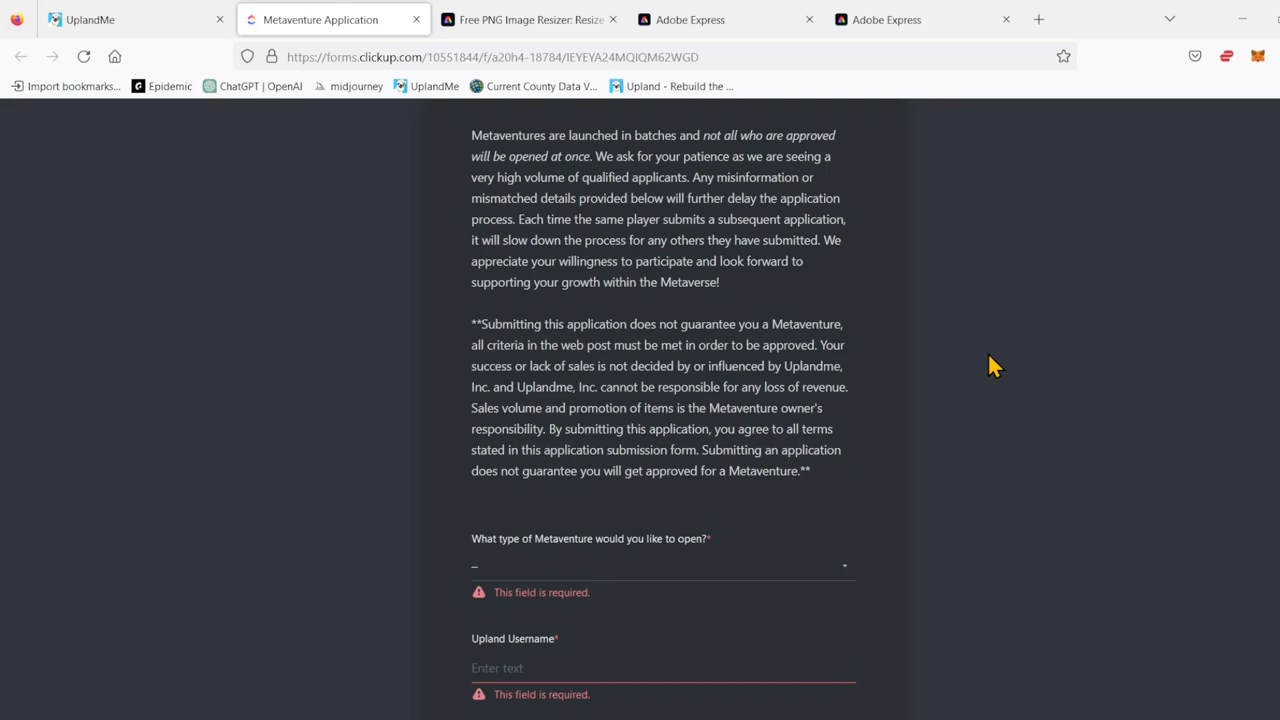 UplandMe
Metaventure Application
Free PNG Image Resizer: Resize
Adobe Express
Adobe Express
https://forms.clickup.com/10551844/f/a20h4-18784/IEYEYA24MQIQM62WGD
Import bookmarks...
Epidemic
ChatGPT | OpenAI
midjourney
UplandMe
Current County Data V...
Upland - Rebuild the ...
Metaventures are launched in batches and not all who are approved
will be opened at once. We ask for your patience as we are seeing a
very high volume of qualified applicants. Any misinformation or
mismatched details provided below will further delay the application
process. Each time the same player submits a subsequent application,
it will slow down the process for any others they have submitted. We
appreciate your willingness to participate and look forward to
supporting your growth within the Metaverse!
**Submitting this application does not guarantee you a Metaventure,
all criteria in the web post must be met in order to be approved. Your
success or lack of sales is not decided by or influenced by Uplandme,
Inc. and Uplandme, Inc. cannot be responsible for any loss of revenue.
Sales volume and promotion of items is the Metaventure owner's
responsibility. By submitting this application, you agree to all terms
stated in this application submission form. Submitting an application
does not guarantee you will get approved for a Metaventure.**
What type of Metaventure would you like to open?*
–
This field is required.
Upland Username*
Enter text
This field is required.